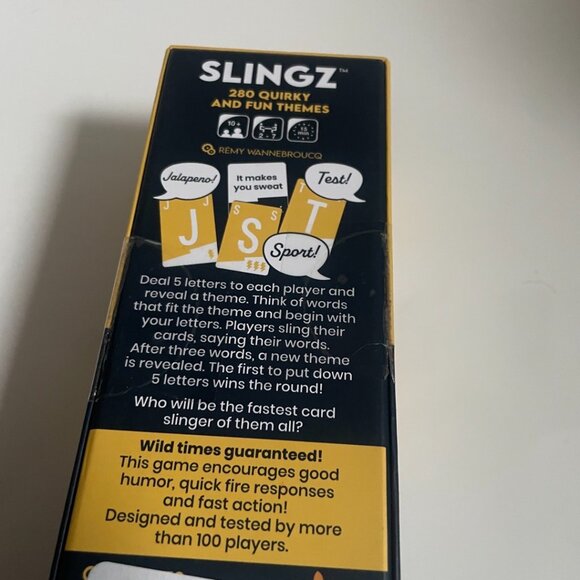 SLINGZ™
280 QUIRKY
AND FUN THEMES
10+
2 - 7
15 min
RÉMY WANNEBROUCQ
Jalapeno!
It makes
you sweat
Test!
J J
J
S S
S
T
T
Sport!
Deal 5 letters to each player and
reveal a theme. Think of words
that fit the theme and begin with
your letters. Players sling their
cards, saying their words.
After three words, a new theme
is revealed. The first to put down
5 letters wins the round!
Who will be the fastest card
slinger of them all?
Wild times guaranteed!
This game encourages good
humor, quick fire responses
and fast action!
Designed and tested by more
than 100 players.